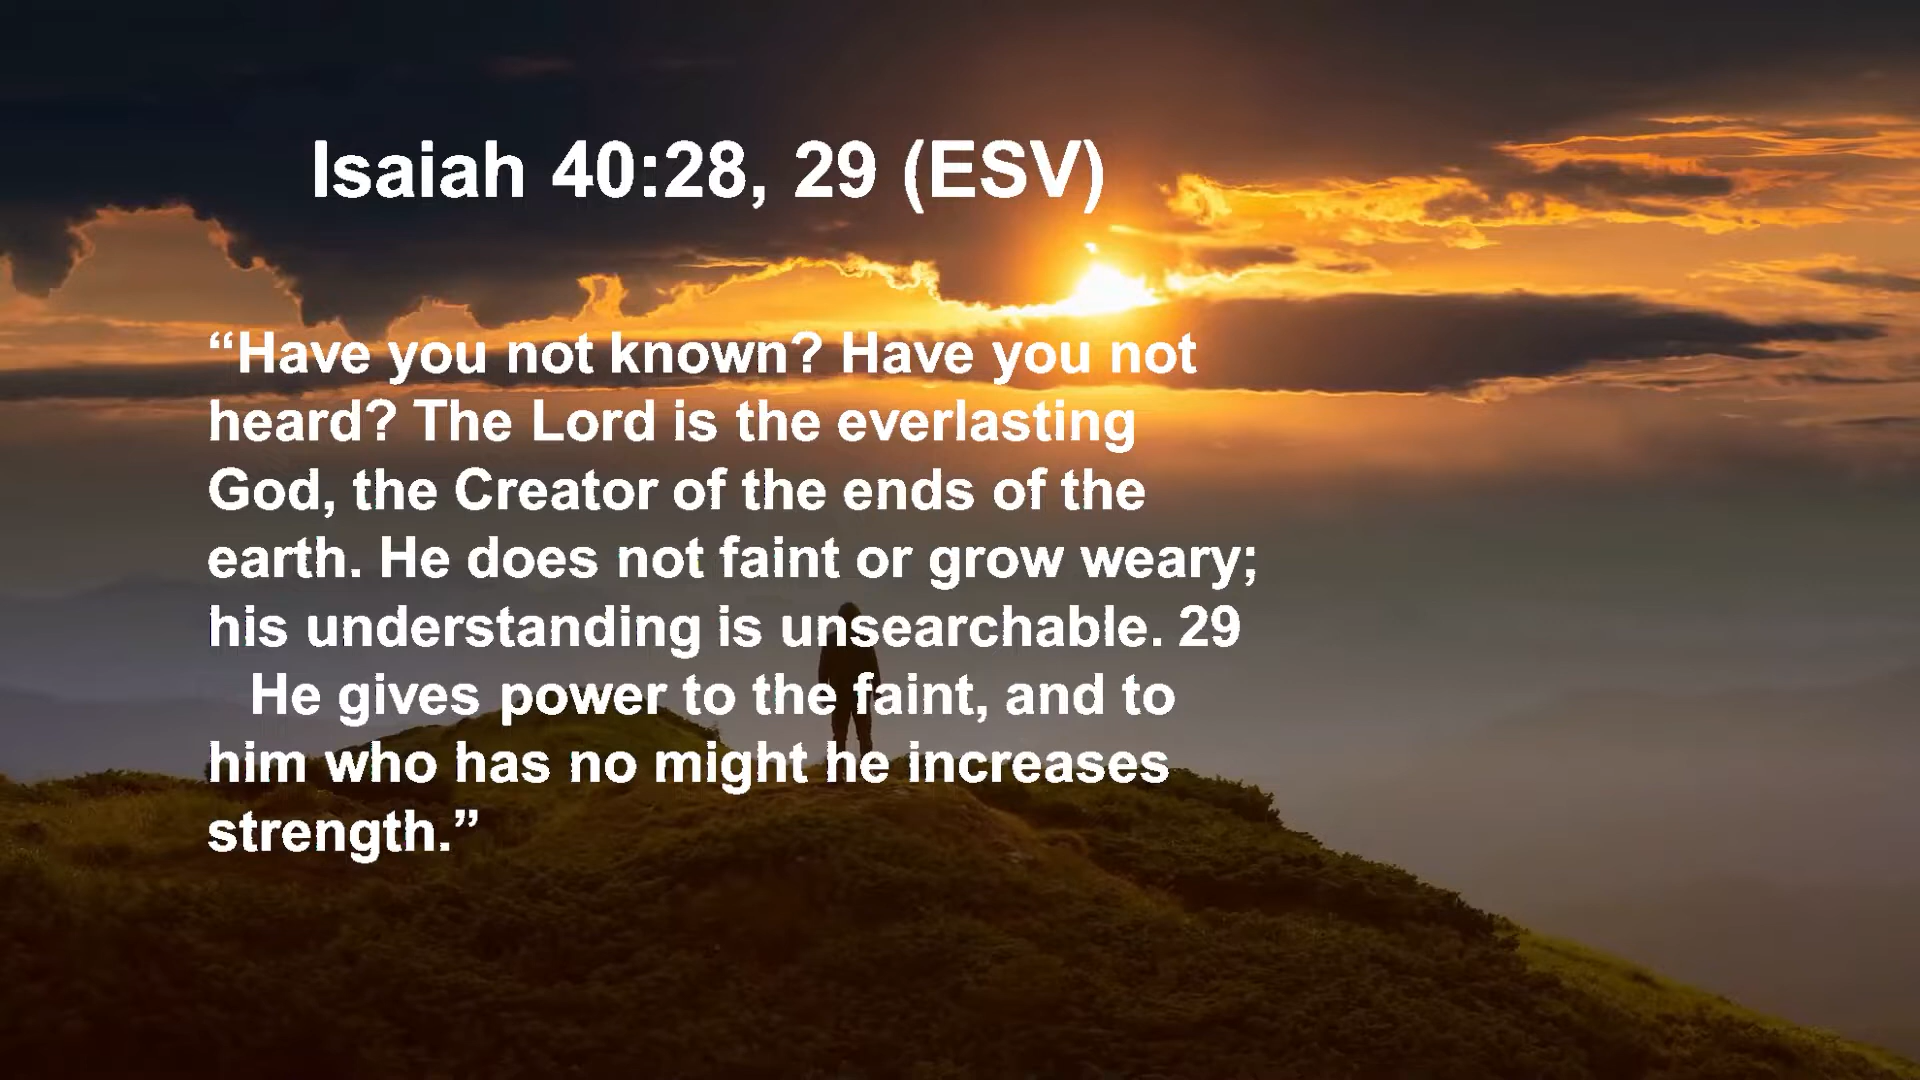 Isaiah 40:28, 29 (ESV)
“Have you not known? Have you not
heard? The Lord is the everlasting
God, the Creator of the ends of the
earth. He does not faint or grow weary;
his understanding is unsearchable. 29
He gives power to the faint, and to
him who has no might he increases
strength.”